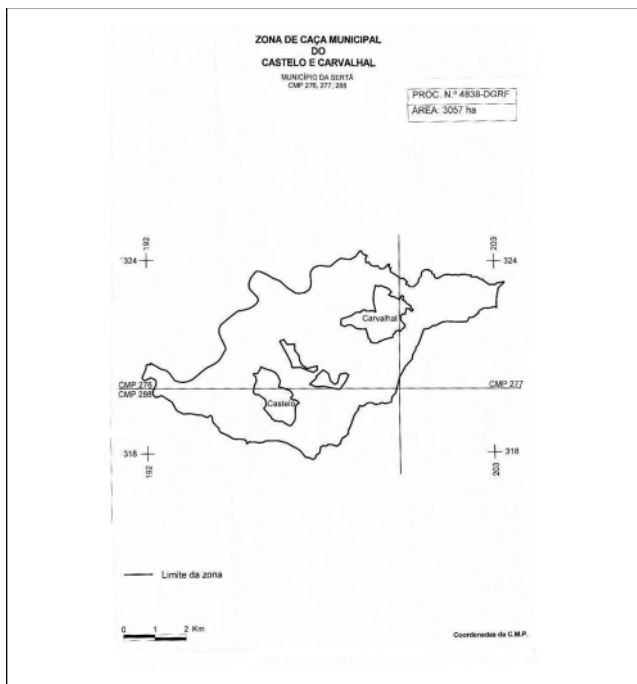 ZONA DE CAÇA MUNICIPAL
DO
CASTELO E CARVALHAL
MUNICÍPIO DA SERTÃ
CMP 276, 277, 288
PROC. N.º 4838-DGRF
ÁREA: 3057 ha
192
203
324
324
Carvalhal
CMP 276
CMP 277
CMP 288
Castelo
318
318
192
203
Limite da zona
0 1 2 Km
Coordenadas da C.M.P.